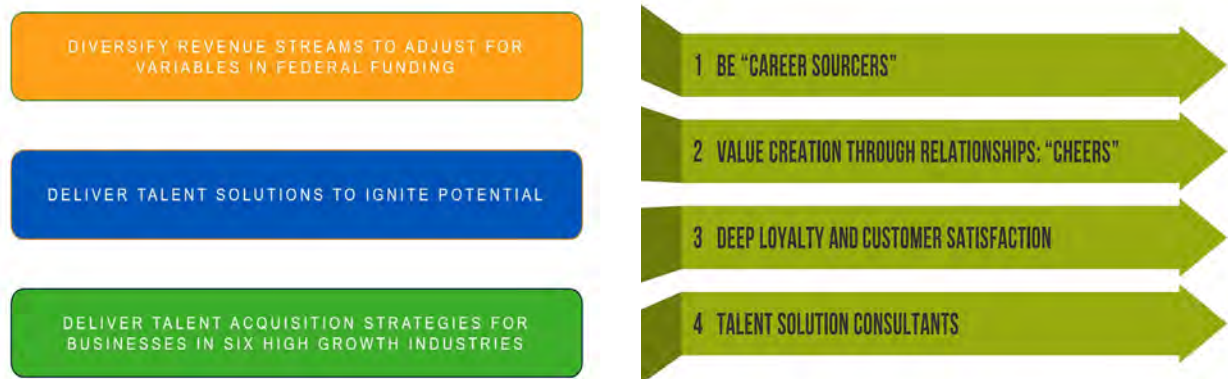 DIVERSIFY REVENUE STREAMS TO ADJUST FOR
VARIABLES IN FEDERAL FUNDING
DELIVER TALENT SOLUTIONS TO IGNITE POTENTIAL
DELIVER TALENT ACQUISITION STRATEGIES FOR
BUSINESSES IN SIX HIGH GROWTH INDUSTRIES
1 BE “CAREER SOURCERS”
2 VALUE CREATION THROUGH RELATIONSHIPS: “CHEERS”
3 DEEP LOYALTY AND CUSTOMER SATISFACTION
4 TALENT SOLUTION CONSULTANTS